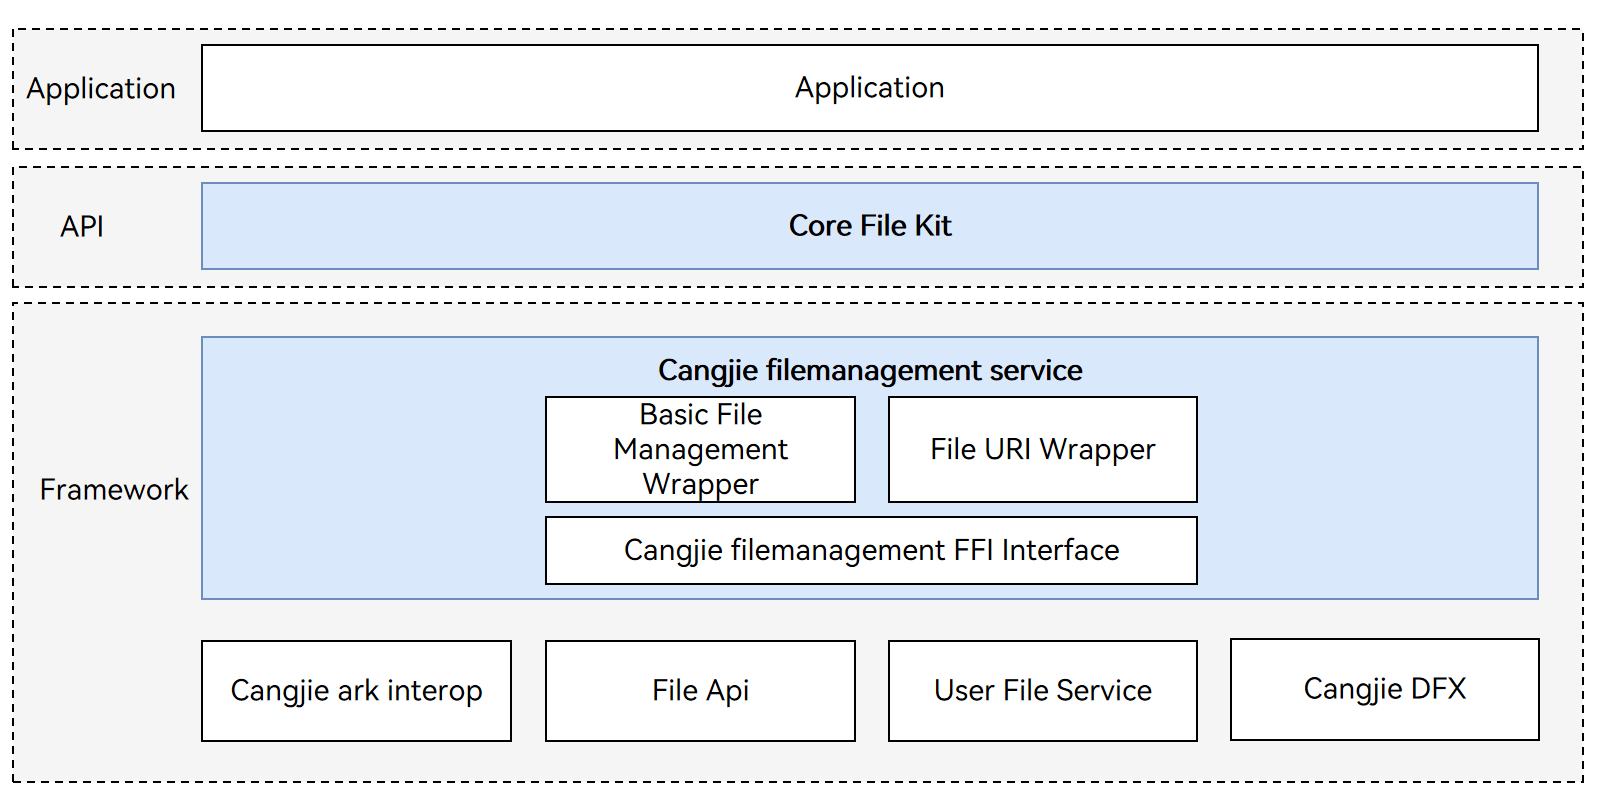 Application
Application
API
Core File Kit
Framework
Cangjie filemanagement service
Basic File
Management
Wrapper
File URI Wrapper
Cangjie filemanagement FFI Interface
Cangjie ark interop
File Api
User File Service
Cangjie DFX